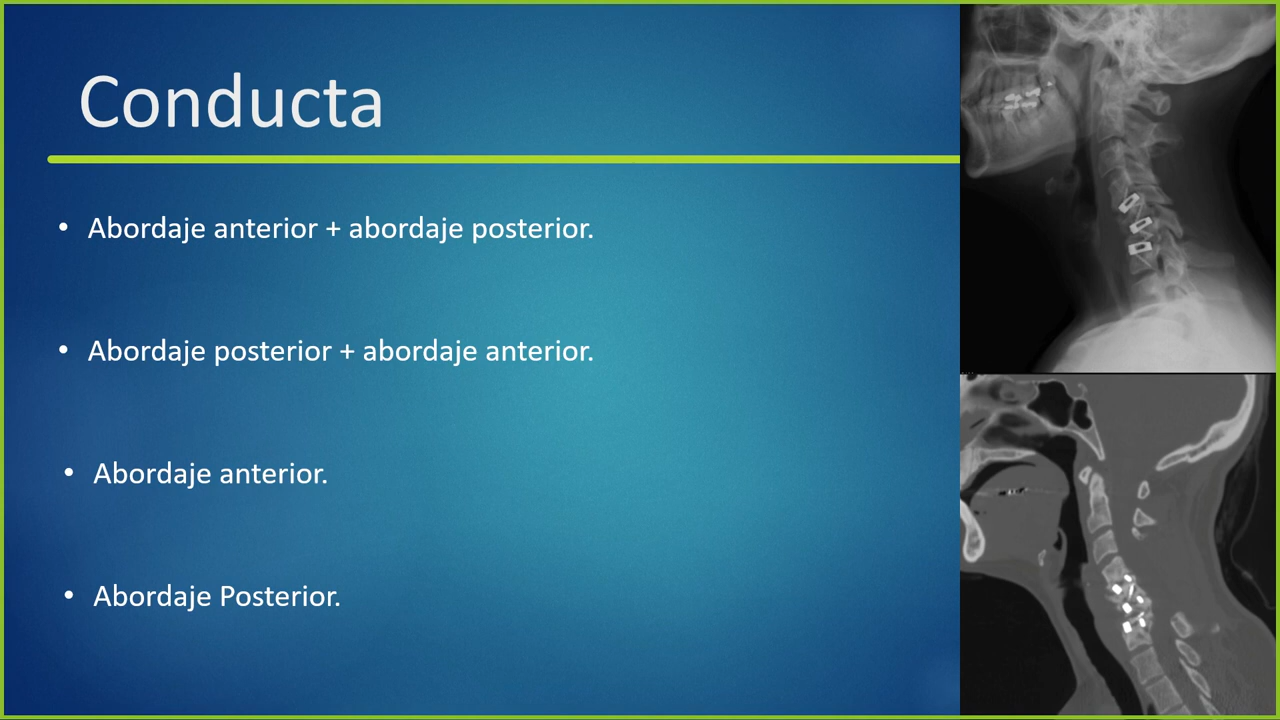 Conducta
• Abordaje anterior + abordaje posterior.
• Abordaje posterior + abordaje anterior.
• Abordaje anterior.
• Abordaje Posterior.